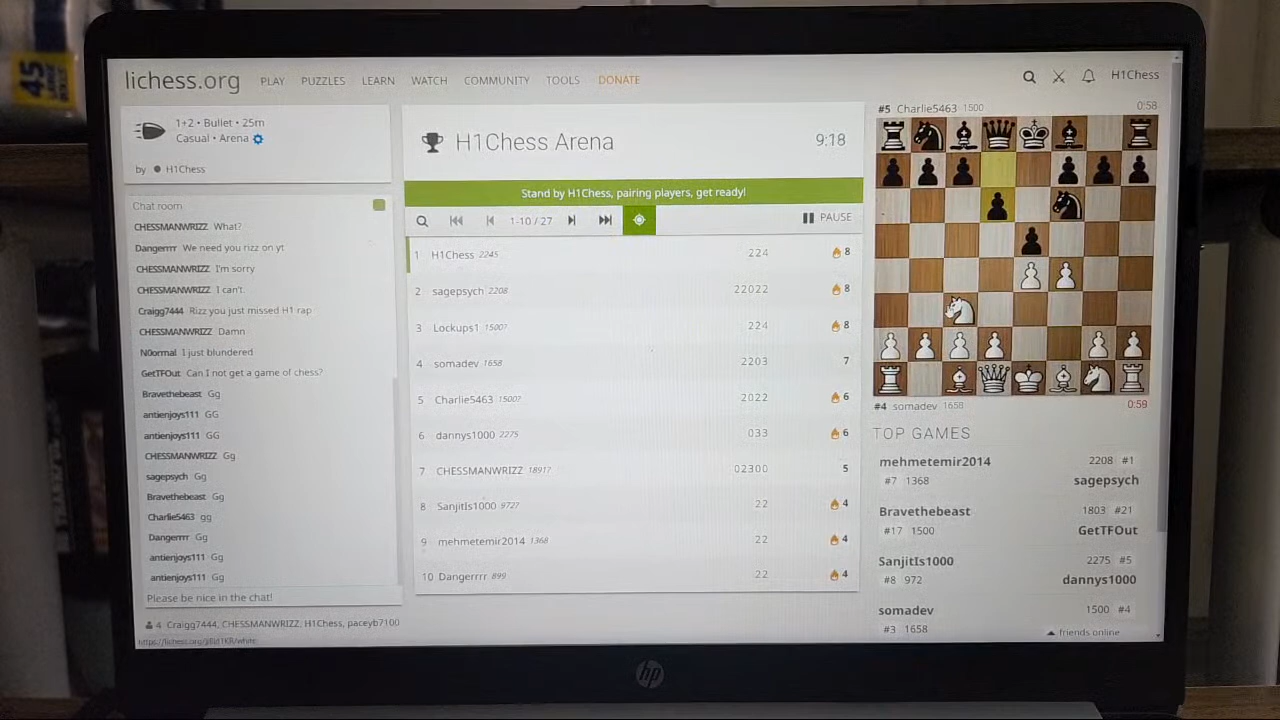 45
lichess.org PLAY PUZZLES LEARN WATCH COMMUNITY TOOLS DONATE H1Chess
1+2 • Bullet • 25m
Casual • Arena
by H1Chess
Chat room
CHESSMANWRIZZ What?
Dangerrrr We need you rizz on yt
CHESSMANWRIZZ I'm sorry
CHESSMANWRIZZ I can't.
Craigg7444 Rizz you just missed H1 rap
CHESSMANWRIZZ Damn
N0ormal I just blundered
GetTFOut Can I not get a game of chess?
Bravethebeast Gg
antienjoys111 GG
antienjoys111 GG
CHESSMANWRIZZ Gg
sagepsych Gg
Bravethebeast Gg
Charlie5463 gg
Dangerrrr Gg
antienjoys111 Gg
antienjoys111 Gg
Please be nice in the chat!
4 Craigg7444, CHESSMANWRIZZ, H1Chess, paceyb7100
H1Chess Arena 9:18
Stand by H1Chess, pairing players, get ready!
1-10 / 27 PAUSE
1 H1Chess 2245 224 8
2 sagepsych 2208 22022 8
3 Lockups1 1500? 224 8
4 somadev 1658 2203 7
5 Charlie5463 1500? 2022 6
6 dannys1000 2275 033 6
7 CHESSMANWRIZZ 1891? 02300 5
8 SanjitIs1000 972? 22 4
9 mehmetemir2014 1368 22 4
10 Dangerrrr 899 22 4
#5 Charlie5463 1500 0:58
#4 somadev 1658 0:59
TOP GAMES
mehmetemir2014 2208 #1
#7 1368 sagepsych
Bravethebeast 1803 #21
#17 1500 GetTFOut
SanjitIs1000 2275 #5
#8 972 dannys1000
somadev 1500 #4
#3 1658
friends online
hp